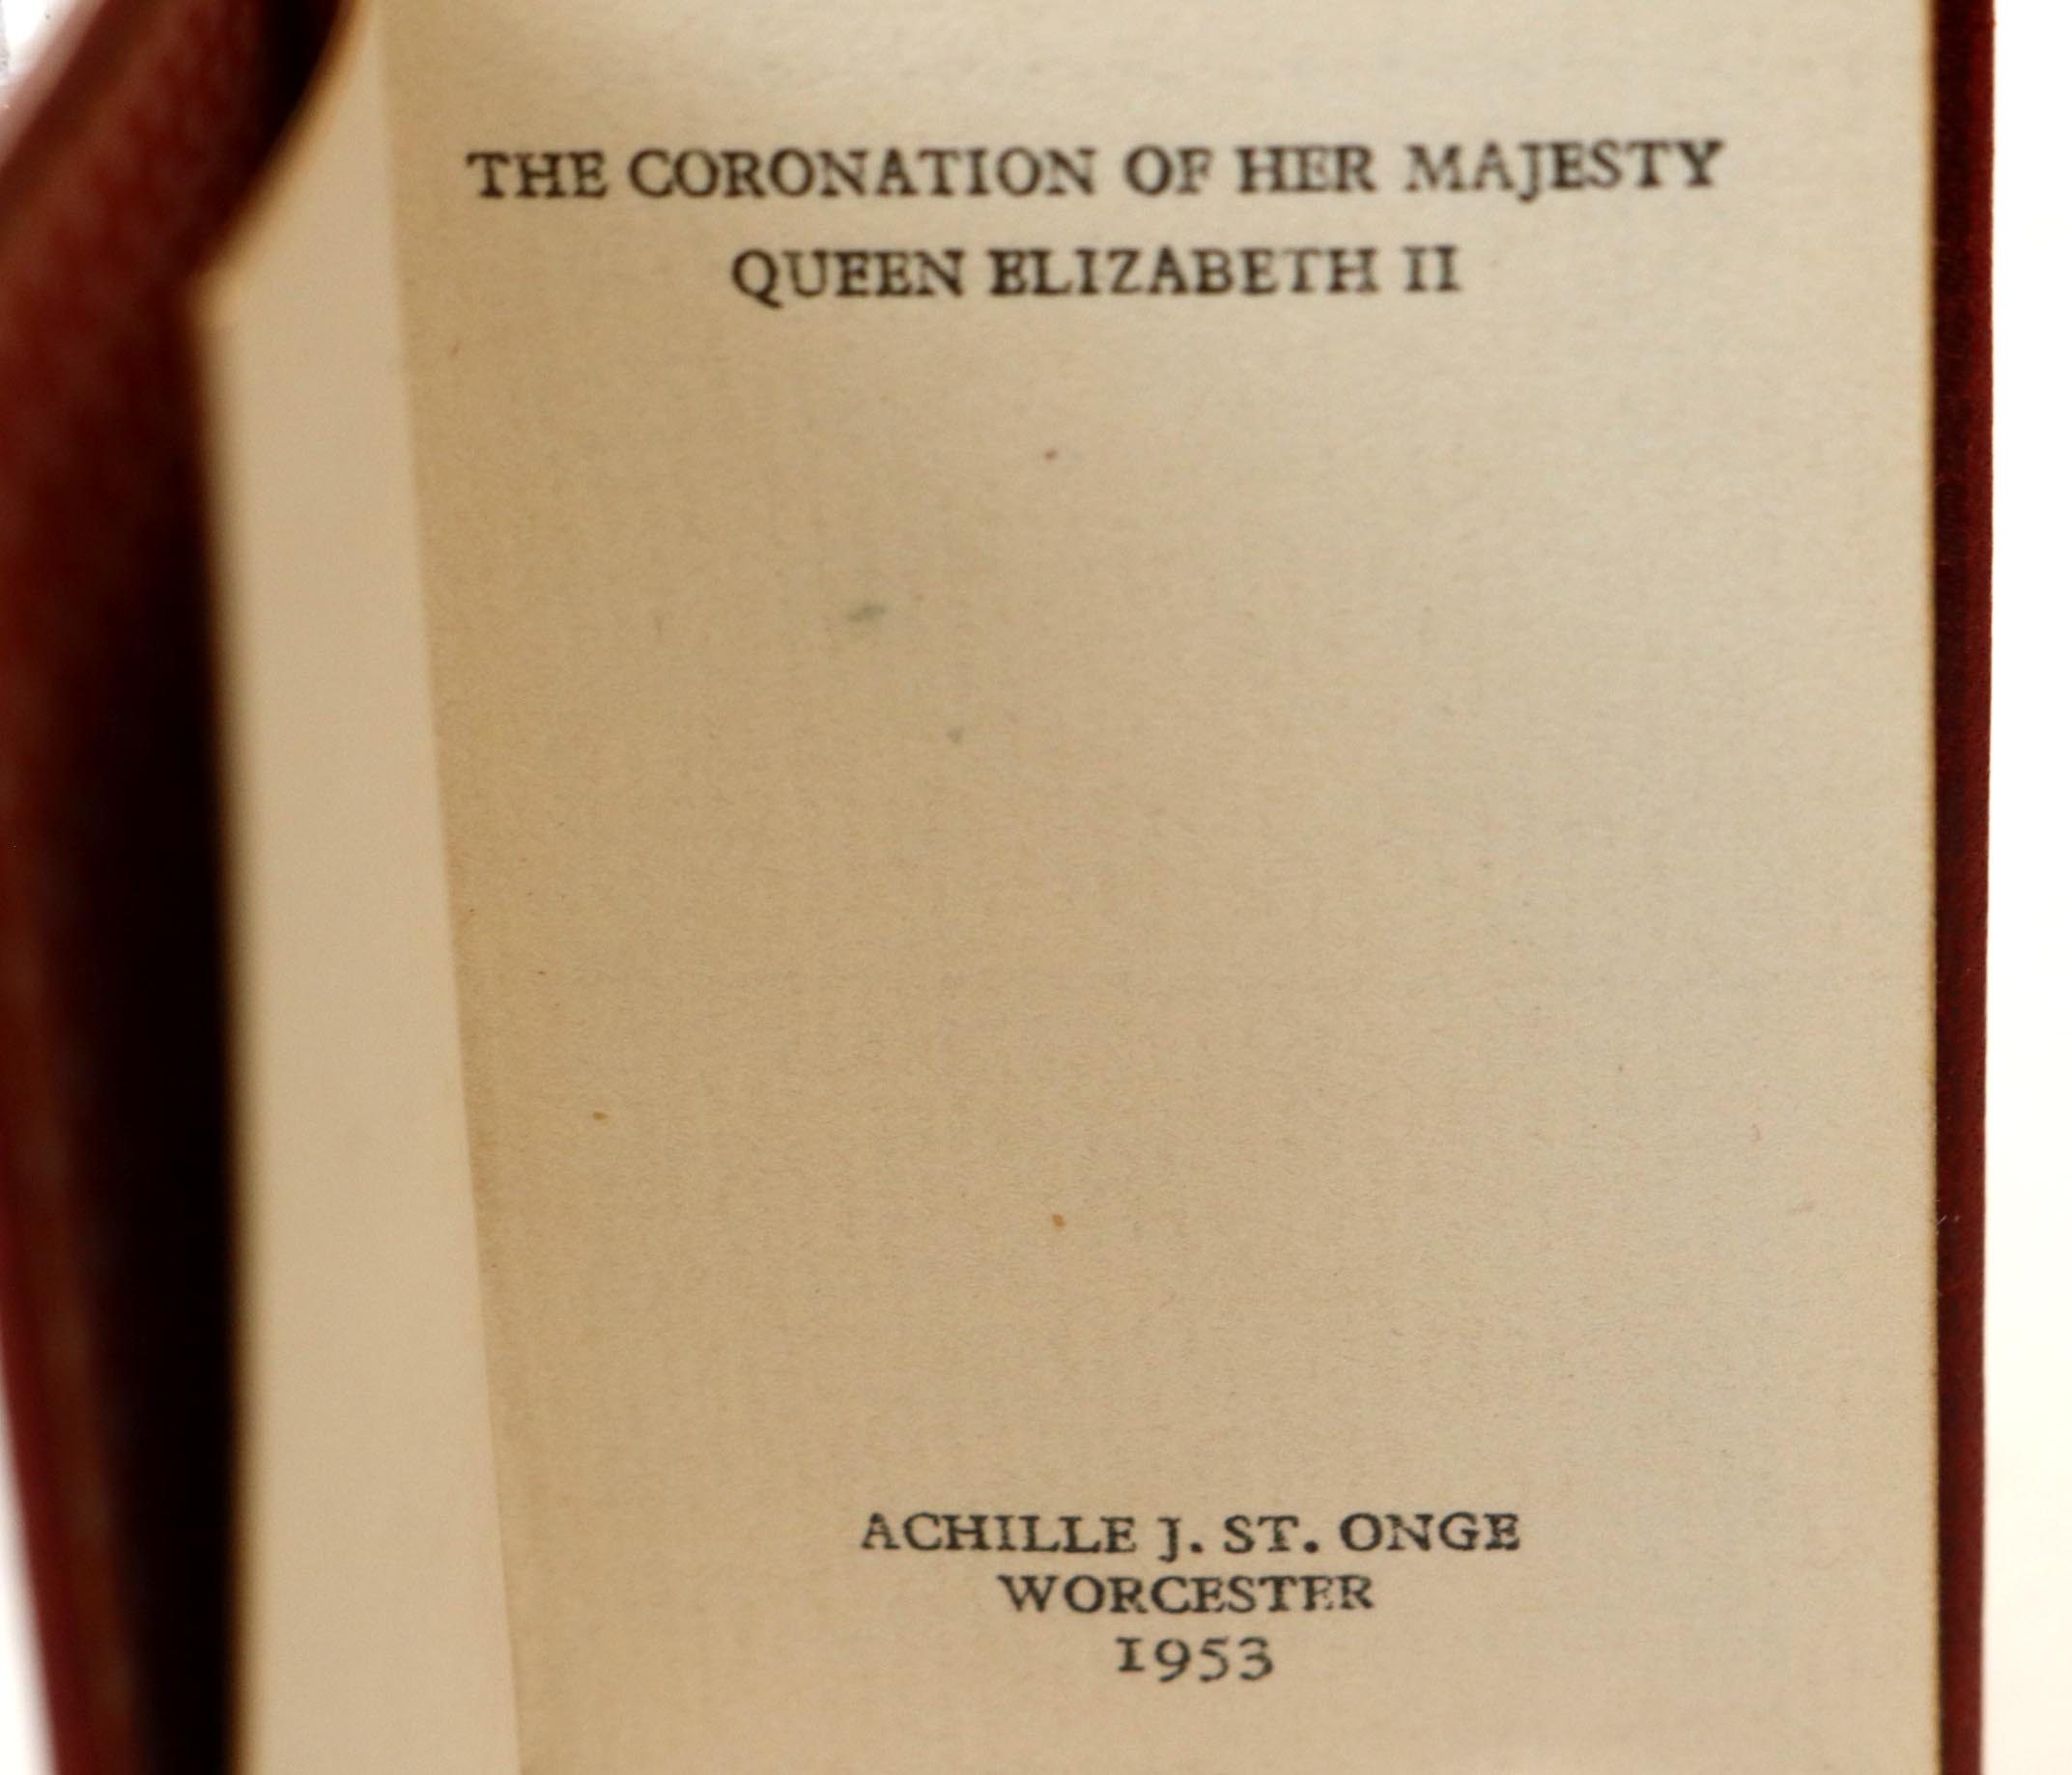 THE CORONATION OF HER MAJESTY
QUEEN ELIZABETH II
ACHILLE J. ST. ONGE
WORCESTER
1953